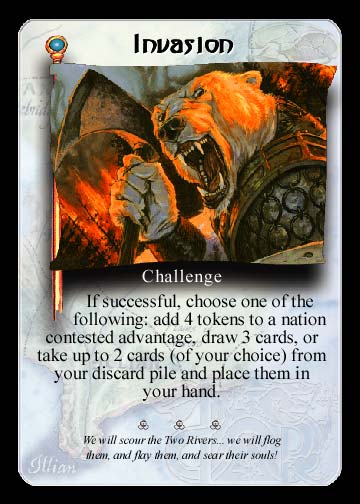 Invasion
Challenge
If successful, choose one of the
following: add 4 tokens to a nation
contested advantage, draw 3 cards, or
take up to 2 cards (of your choice) from
your discard pile and place them in
your hand.
We will scour the Two Rivers... we will flog
them, and flay them, and sear their souls!
Illian